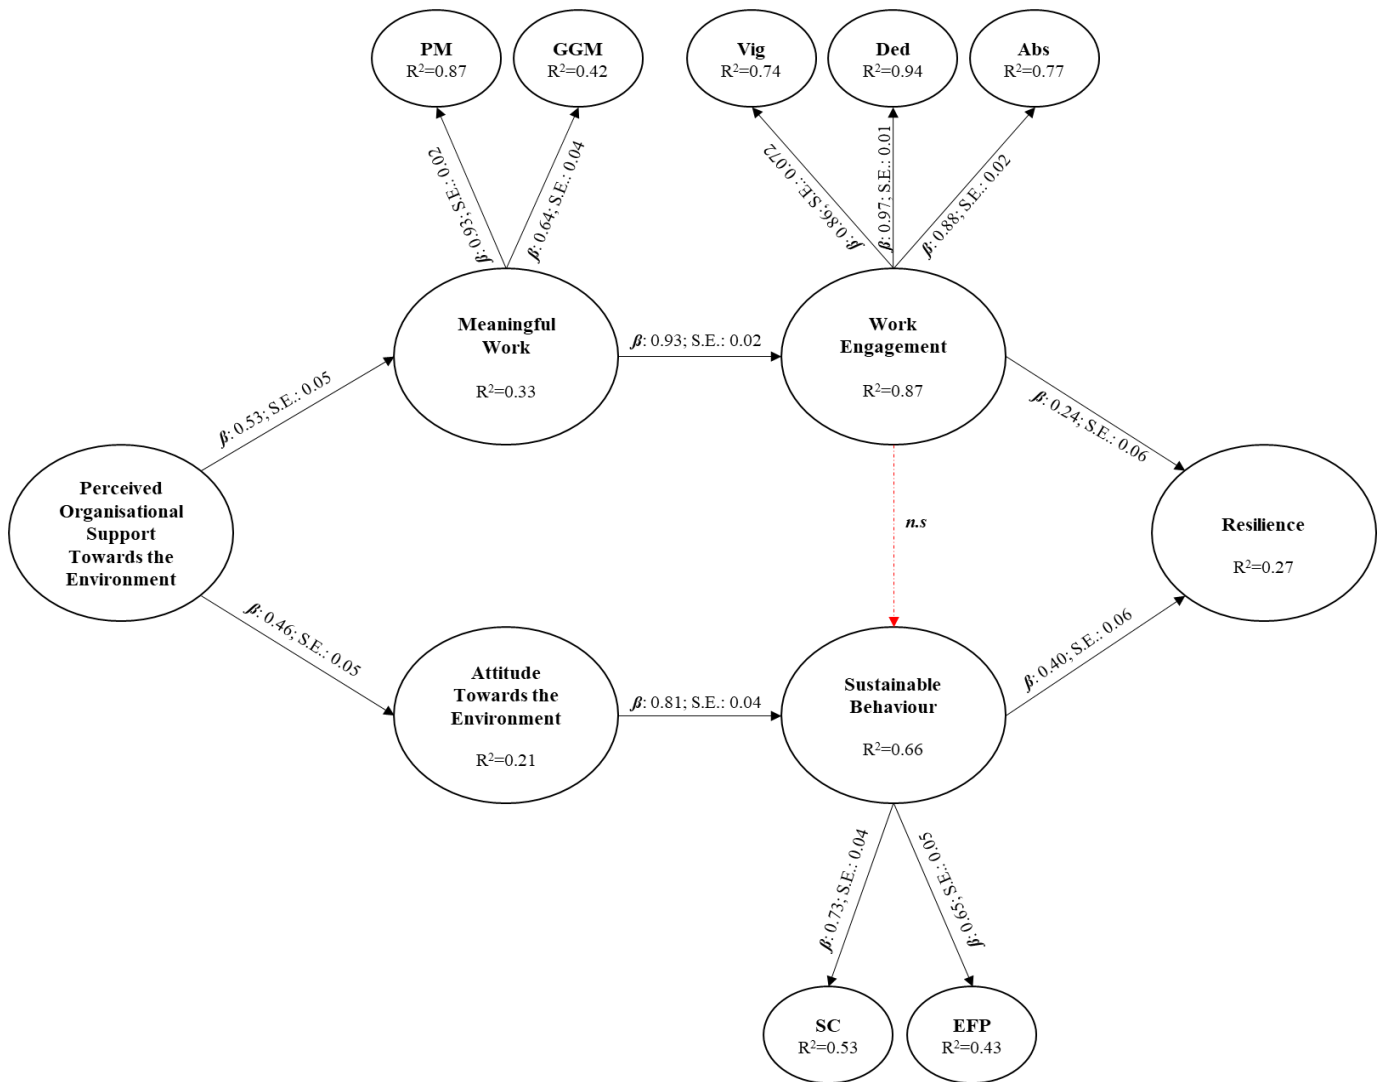 PM
R²=0.87
GGM
R²=0.42
Vig
R²=0.74
Ded
R²=0.94
Abs
R²=0.77
β: 0.93; S.E.: 0.02
β: 0.64; S.E.: 0.04
β: 0.86; S.E.: 0.072
β: 0.97; S.E.: 0.01
β: 0.88; S.E.: 0.02
Meaningful
Work
R²=0.33
β: 0.93; S.E.: 0.02
Work
Engagement
R²=0.87
β: 0.53; S.E.: 0.05
β: 0.24; S.E.: 0.06
Perceived
Organisational
Support
Towards the
Environment
n.s
Resilience
R²=0.27
β: 0.46; S.E.: 0.05
β: 0.40; S.E.: 0.06
Attitude
Towards the
Environment
R²=0.21
β: 0.81; S.E.: 0.04
Sustainable
Behaviour
R²=0.66
β: 0.73; S.E.: 0.04
β: 0.65; S.E.: 0.05
SC
R²=0.53
EFP
R²=0.43